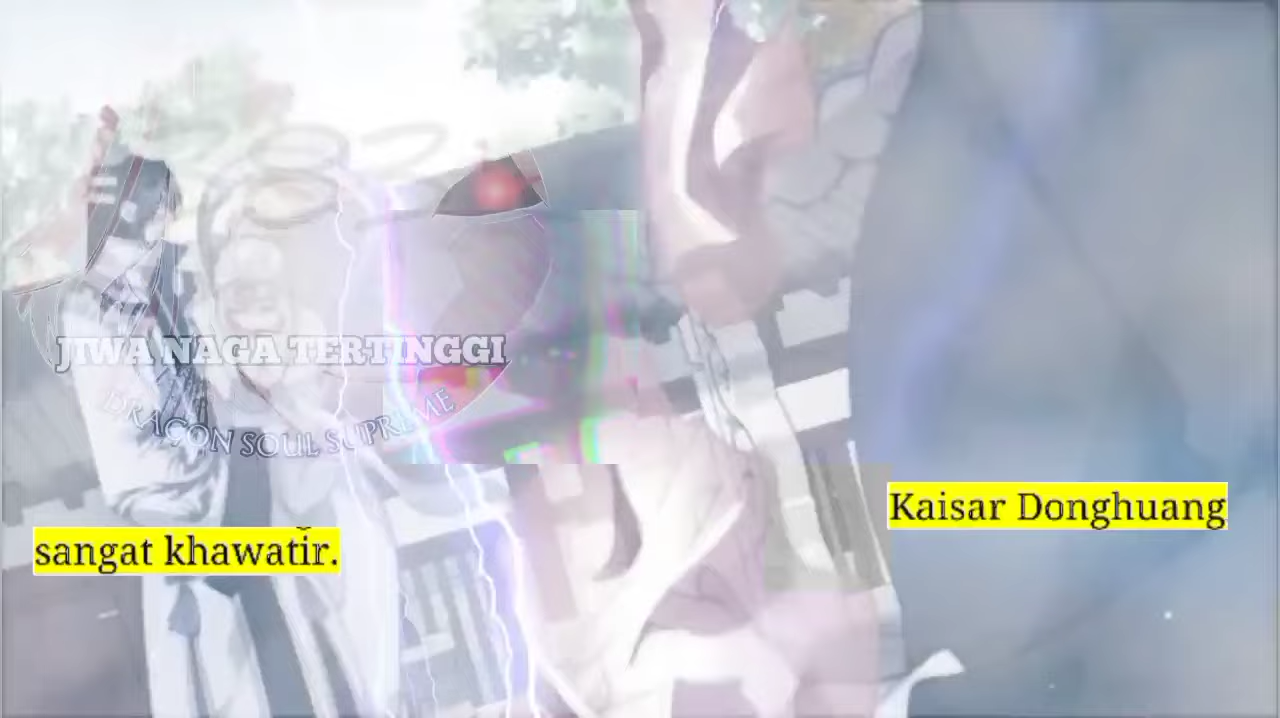 JIWA NAGA TERTINGGI
DRAGON SOUL SUPREME
Kaisar Donghuang
sangat khawatir.